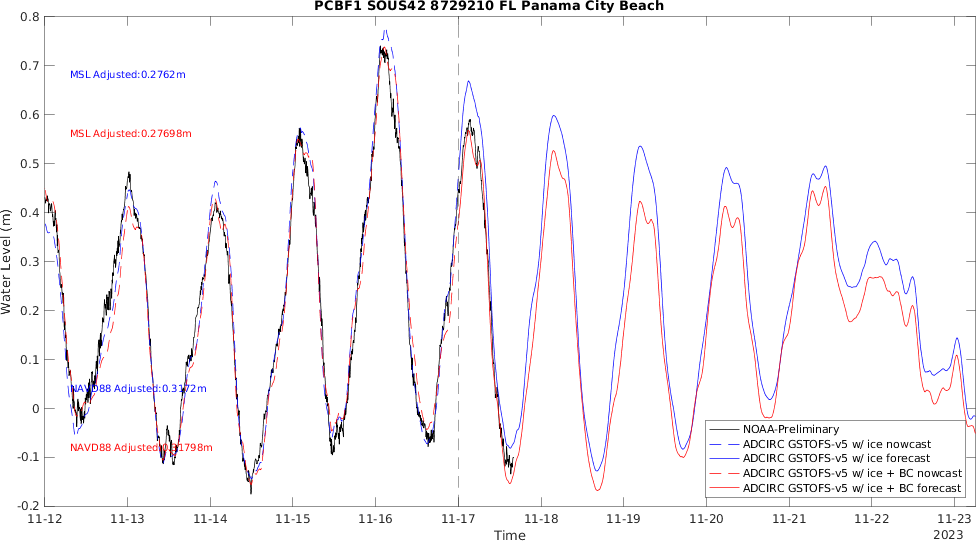 PCBF1 SOUS42 8729210 FL Panama City Beach
0.8
0.7
0.6
0.5
0.4
0.3
0.2
0.1
0
-0.1
-0.2
Water Level (m)
MSL Adjusted:0.2762m
MSL Adjusted:0.27698m
NAVD88 Adjusted:0.3172m
NAVD88 Adjusted:0.31798m
NOAA-Preliminary
ADCIRC GSTOFS-v5 w/ ice nowcast
ADCIRC GSTOFS-v5 w/ ice forecast
ADCIRC GSTOFS-v5 w/ ice + BC nowcast
ADCIRC GSTOFS-v5 w/ ice + BC forecast
11-12 11-13 11-14 11-15 11-16 11-17 11-18 11-19 11-20 11-21 11-22 11-23
Time
2023